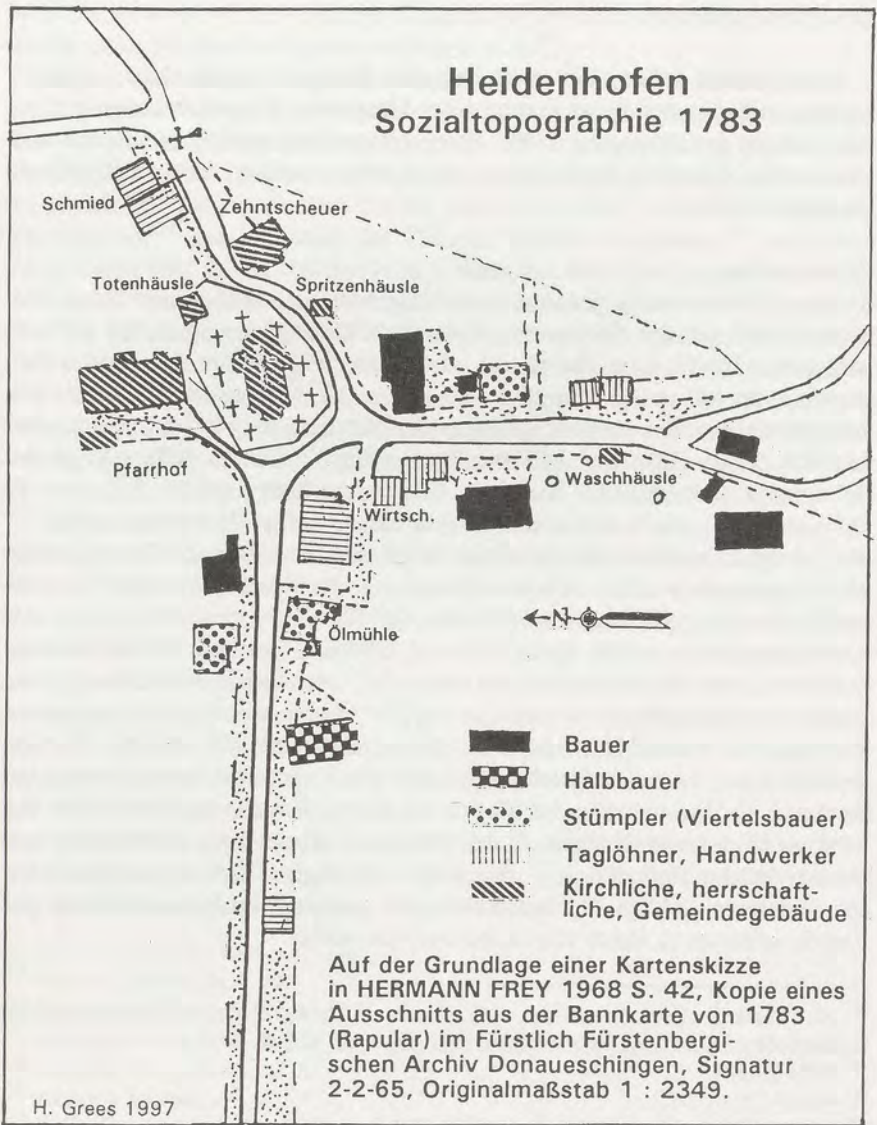 Heidenhofen
Sozialtopographie 1783
Schmied
Zehntscheuer
Totenhäusle
Spritzenhäusle
Pfarrhof
Wirtsch.
Waschhäusle
Ölmühle
N
Bauer
Halbbauer
Stümpler (Viertelsbauer)
Taglöhner, Handwerker
Kirchliche, herrschaft-
liche, Gemeindegebäude
Auf der Grundlage einer Kartenskizze
in HERMANN FREY 1968 S. 42, Kopie eines
Ausschnitts aus der Bannkarte von 1783
(Rapular) im Fürstlich Fürstenbergi-
schen Archiv Donaueschingen, Signatur
2-2-65, Originalmaßstab 1 : 2349.
H. Grees 1997